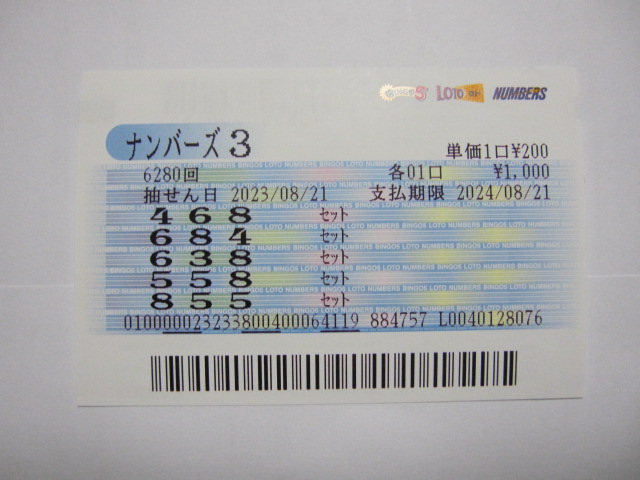 BINGO5 LOTO NUMBERS
ナンバーズ3 単価1口¥200
6280回 各01口 ¥1,000
抽せん日 2023/08/21 支払期限 2024/08/21
468 セット
684 セット
638 セット
558 セット
855 セット
010000023233800400064119 884757 L0040128076